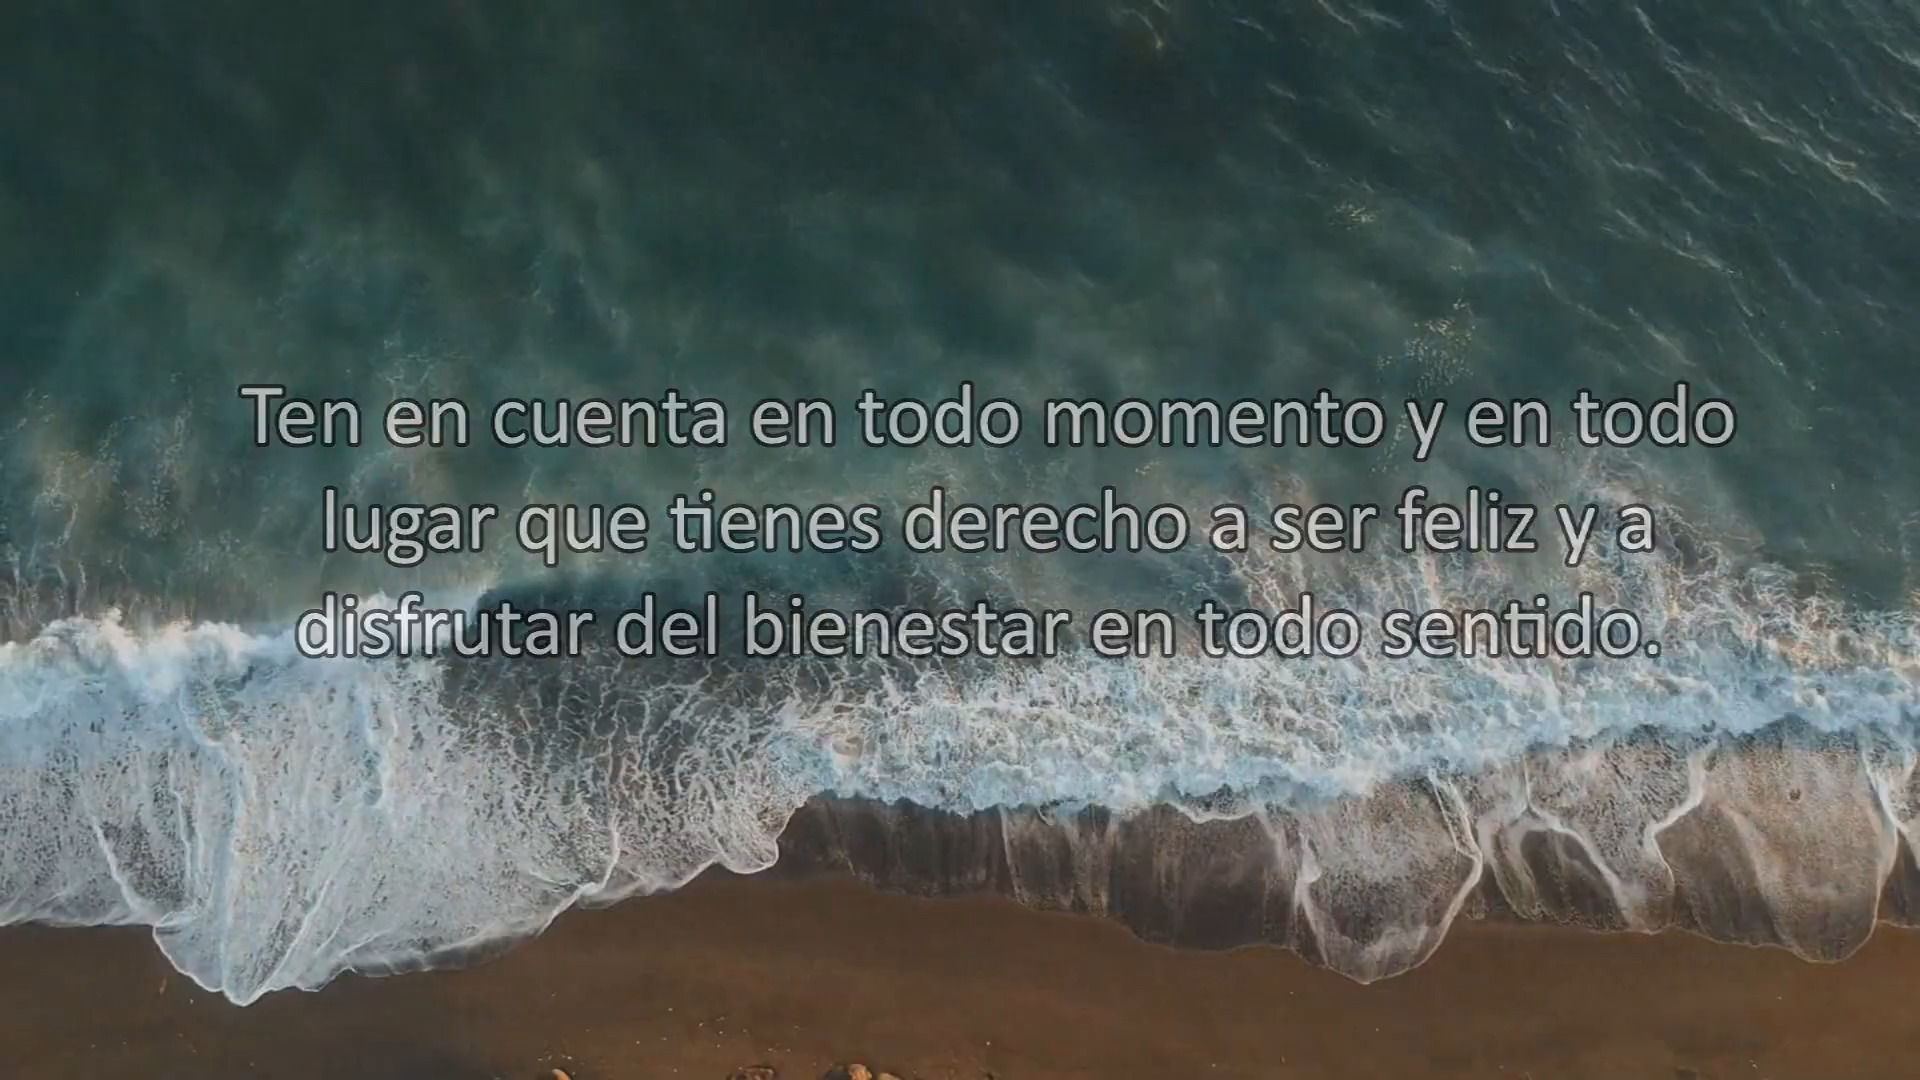 Ten en cuenta en todo momento y en todo
lugar que tienes derecho a ser feliz y a
disfrutar del bienestar en todo sentido.